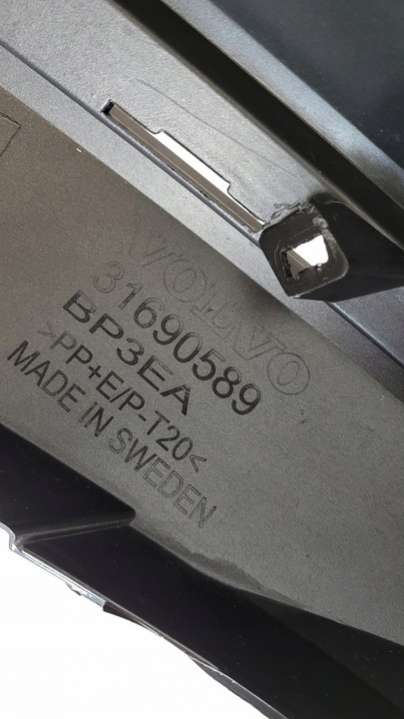 VOLVO
31690589
BP3EA
>PP+E/P-T20<
MADE IN SWEDEN